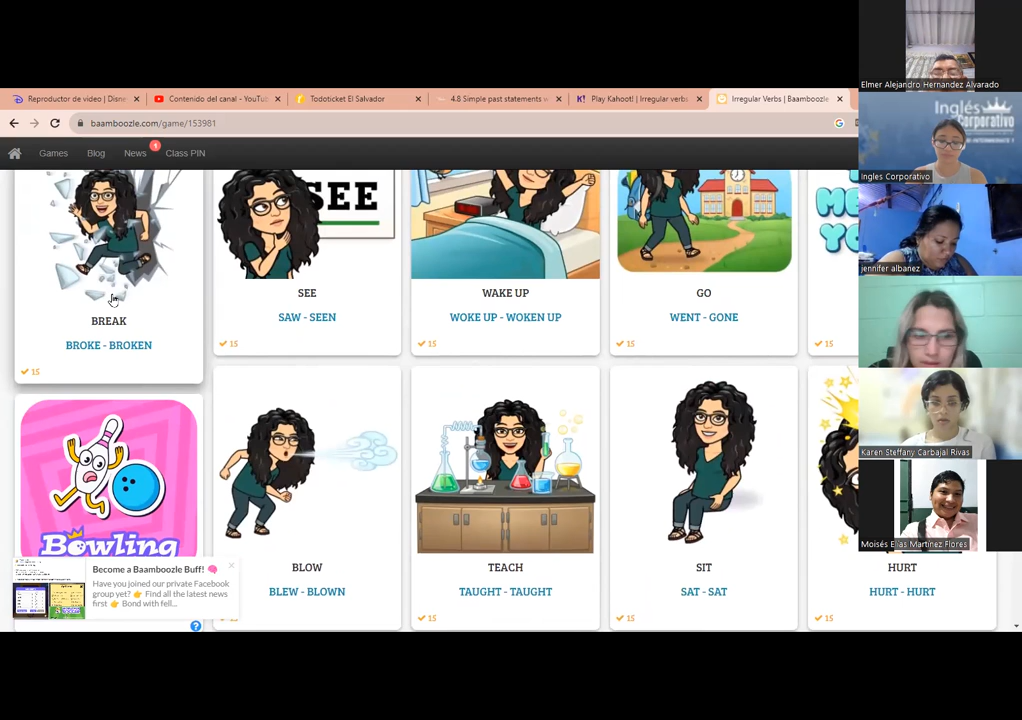 Reproductor de video | Disne
Contenido del canal - YouTu
Todoticket El Salvador
4.8 Simple past statements w
Play Kahoot! | Irregular verbs
Irregular Verbs | Baamboozle
baamboozle.com/game/153981
Games
Blog
News
Class PIN
SEE
BREAK
BROKE - BROKEN
15
SEE
SAW - SEEN
15
WAKE UP
WOKE UP - WOKEN UP
15
GO
WENT - GONE
15
15
Bowling
BLOW
BLEW - BLOWN
15
TEACH
TAUGHT - TAUGHT
15
SIT
SAT - SAT
15
HURT
HURT - HURT
15
Become a Baamboozle Buff!
Have you joined our private Facebook
group yet? 👉 Find all the latest news
first 👉 Bond with fell...
Elmer Alejandro Hernandez Alvarado
Inglés
Corporativo
Ingles Corporativo
jennifer albanez
Karen Steffany Carbajal Rivas
Moisés Elías Martínez Flores